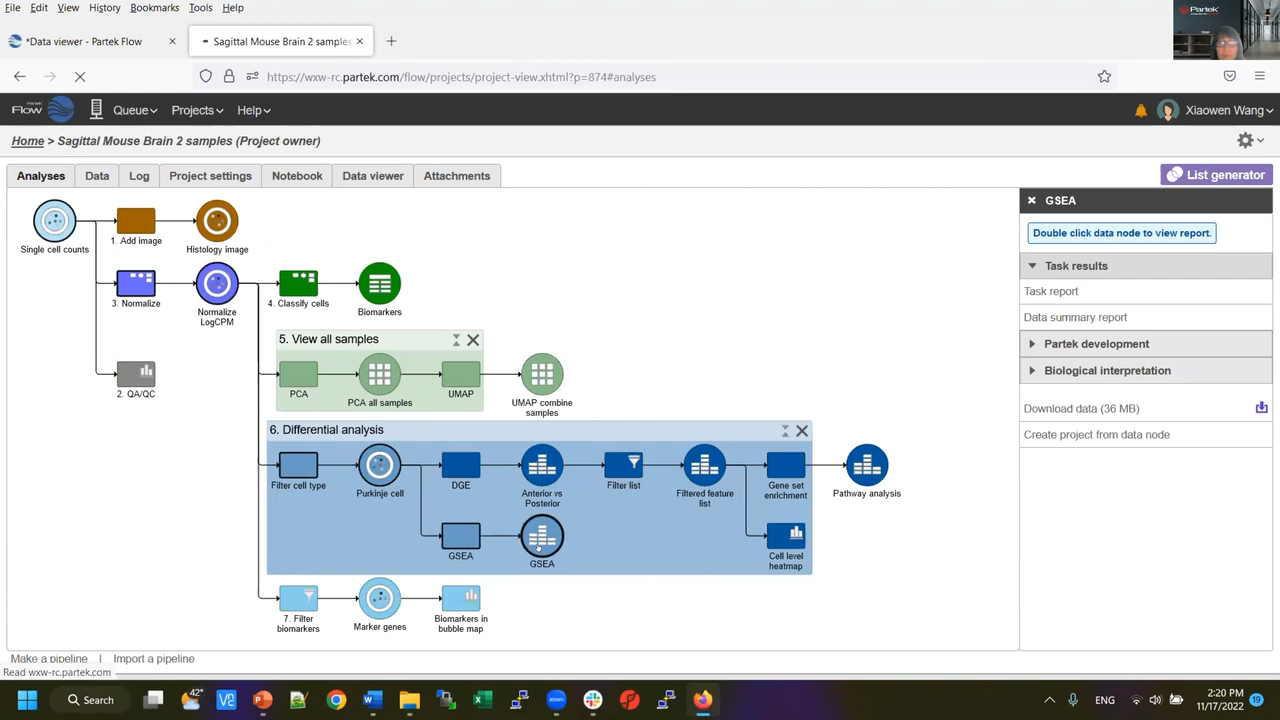 File Edit View History Bookmarks Tools Help
*Data viewer - Partek Flow
Sagittal Mouse Brain 2 samples
Partek
https://wxw-rc.partek.com/flow/projects/project-view.xhtml?p=874#analyses
Flow Queue Projects Help Xiaowen Wang
Home > Sagittal Mouse Brain 2 samples (Project owner)
Analyses Data Log Project settings Notebook Data viewer Attachments List generator
Single cell counts
1. Add image
Histology image
3. Normalize
Normalize
LogCPM
4. Classify cells
Biomarkers
2. QA/QC
5. View all samples
PCA
PCA all samples
UMAP
UMAP combine
samples
6. Differential analysis
Filter cell type
Purkinje cell
DGE
Anterior vs
Posterior
Filter list
Filtered feature
list
Gene set
enrichment
Pathway analysis
GSEA
GSEA
Cell level
heatmap
7. Filter
biomarkers
Marker genes
Biomarkers in
bubble map
GSEA
Double click data node to view report.
Task results
Task report
Data summary report
Partek development
Biological interpretation
Download data (36 MB)
Create project from data node
Make a pipeline | Import a pipeline
Read wxw-rc.partek.com
Search
42°
ENG
2:20 PM
11/17/2022
19